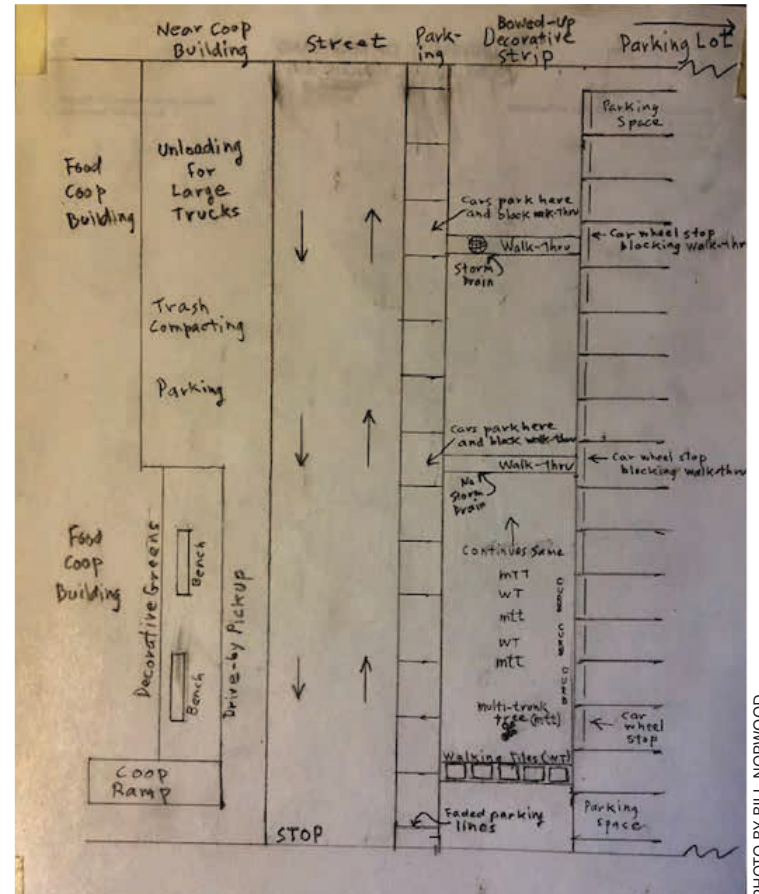 Near Coop
Building
Street
Park-
ing
Bowed-up
Decorative
Strip
Parking Lot
Food
Coop
Building
Unloading
for
Large
Trucks
Parking
Space
Cars park here
and block walk-thru
Walk-Thru
Storm
Drain
Car wheel stop
blocking walk-thr
Trash
Compacting
Parking
Cars park here
and block walk-thru
Walk-thru
No
Storm
Drain
Car wheel stop
blocking walk-thru
Continues Same
Food
Coop
Building
Decorative Greens
Bench
Bench
Drive-by Pickup
mTT
WT
mtt
WT
mtt
CURB
CURB
CURB
multi-trunk
tree (mtt)
Car
wheel
stop
Walking Tiles (WT)
Coop
Ramp
STOP
Faded parking
lines
Parking
Space
PHOTO BY BILL NORWOOD